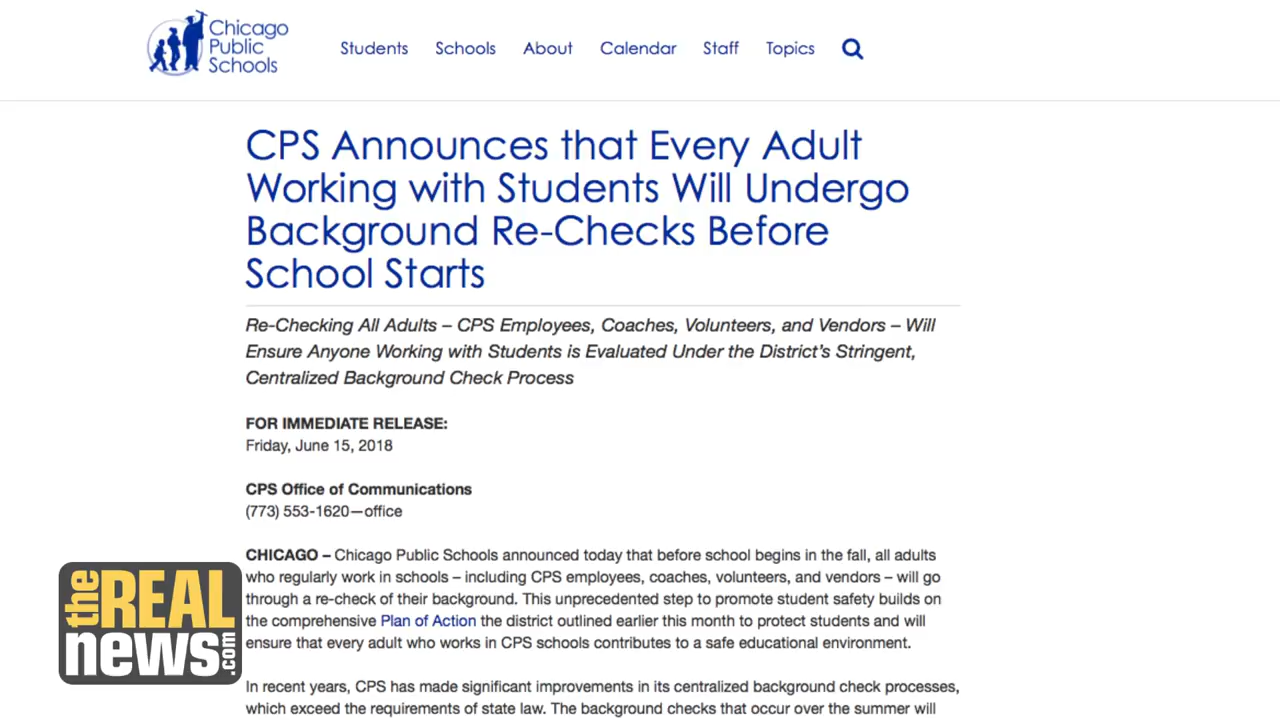 Chicago
Public
Schools
Students Schools About Calendar Staff Topics
CPS Announces that Every Adult
Working with Students Will Undergo
Background Re-Checks Before
School Starts
Re-Checking All Adults – CPS Employees, Coaches, Volunteers, and Vendors – Will
Ensure Anyone Working with Students is Evaluated Under the District's Stringent,
Centralized Background Check Process
FOR IMMEDIATE RELEASE:
Friday, June 15, 2018
CPS Office of Communications
(773) 553-1620—office
CHICAGO – Chicago Public Schools announced today that before school begins in the fall, all adults
who regularly work in schools – including CPS employees, coaches, volunteers, and vendors – will go
through a re-check of their background. This unprecedented step to promote student safety builds on
the comprehensive Plan of Action the district outlined earlier this month to protect students and will
ensure that every adult who works in CPS schools contributes to a safe educational environment.
In recent years, CPS has made significant improvements in its centralized background check processes,
which exceed the requirements of state law. The background checks that occur over the summer will
the REAL
news.com